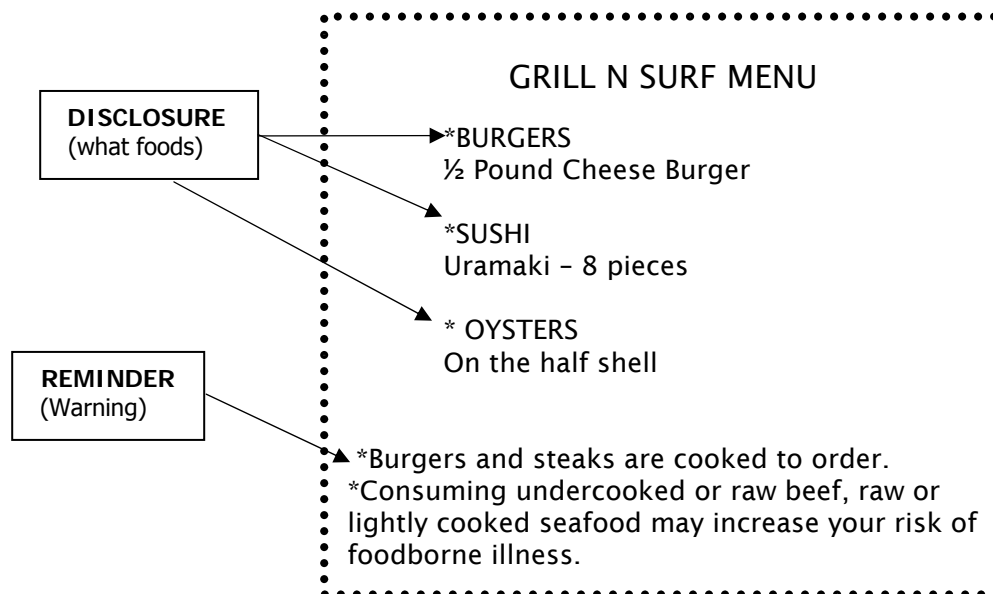 GRILL N SURF MENU
DISCLOSURE
(what foods)
*BURGERS
½ Pound Cheese Burger
*SUSHI
Uramaki – 8 pieces
* OYSTERS
On the half shell
REMINDER
(Warning)
*Burgers and steaks are cooked to order.
*Consuming undercooked or raw beef, raw or
lightly cooked seafood may increase your risk of
foodborne illness.